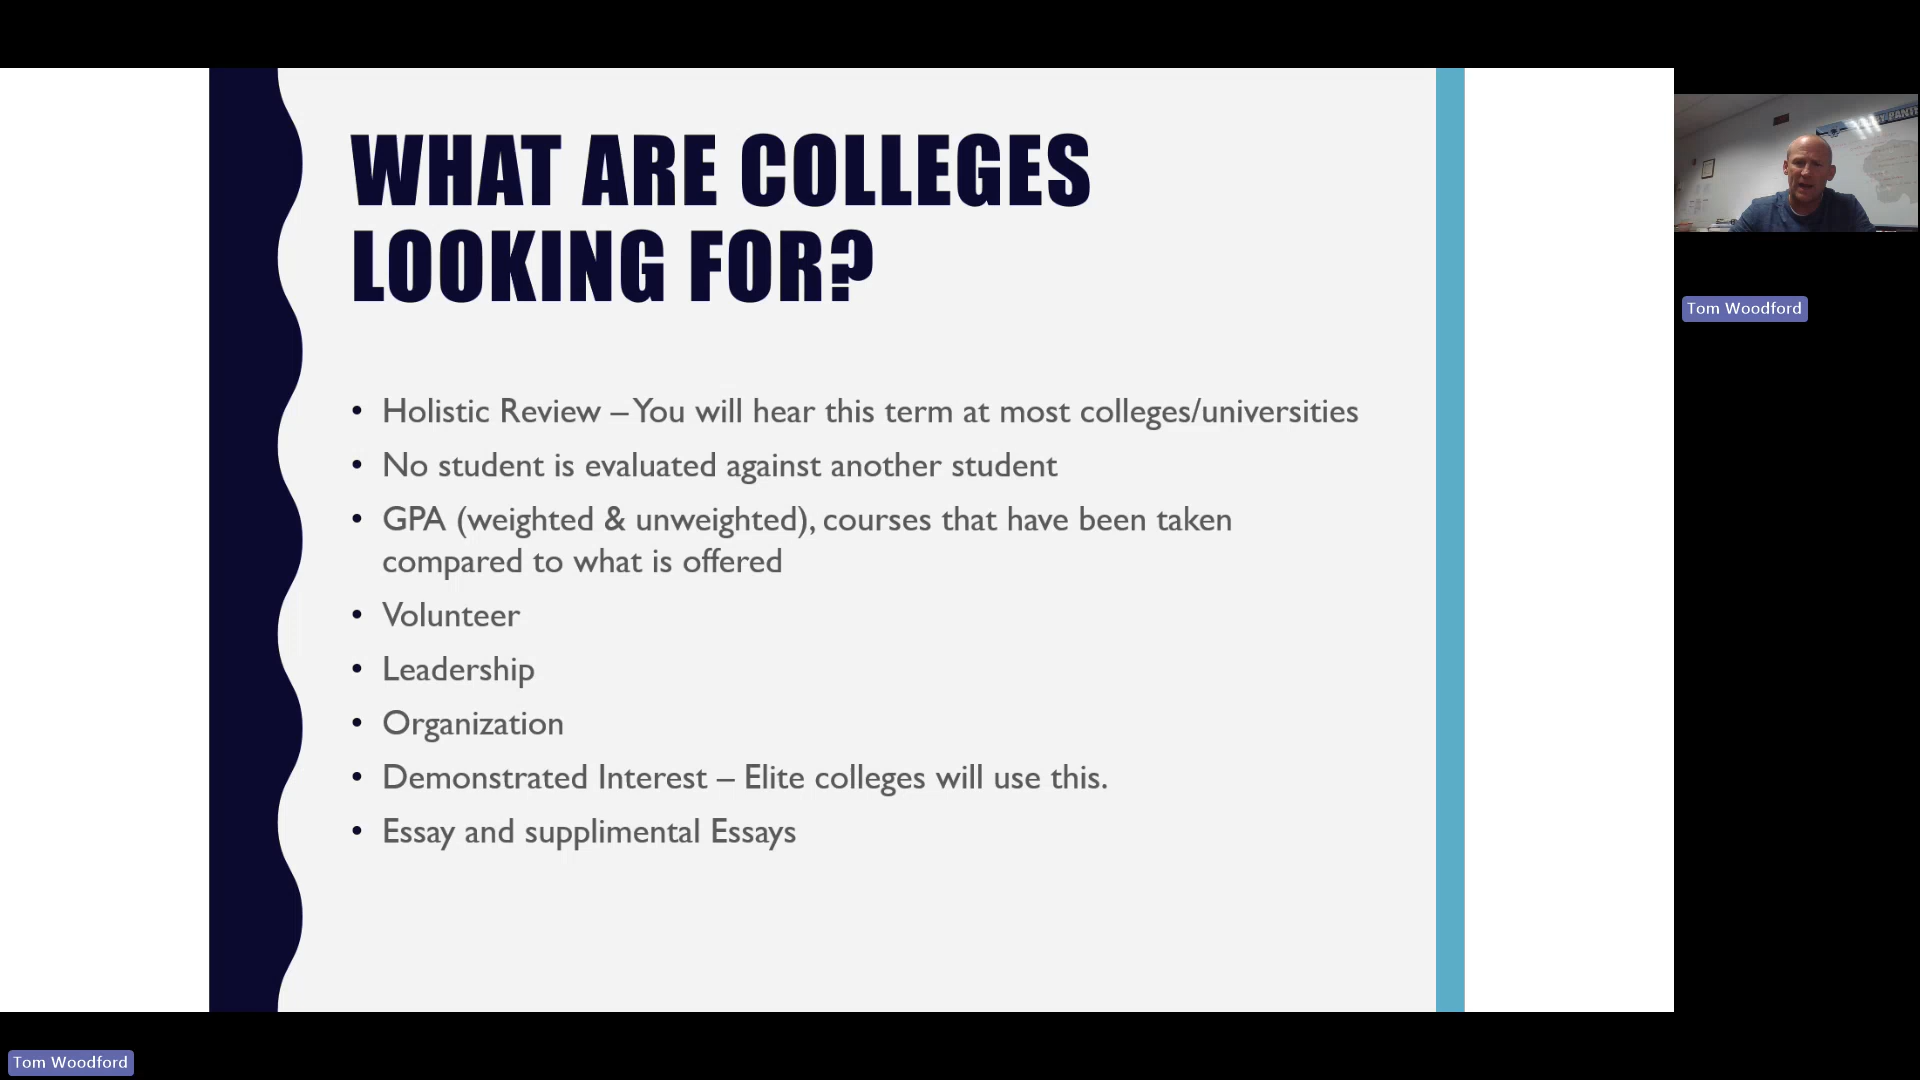 WHAT ARE COLLEGES
LOOKING FOR?
• Holistic Review – You will hear this term at most colleges/universities
• No student is evaluated against another student
• GPA (weighted & unweighted), courses that have been taken
compared to what is offered
• Volunteer
• Leadership
• Organization
• Demonstrated Interest – Elite colleges will use this.
• Essay and supplimental Essays
Tom Woodford
Tom Woodford